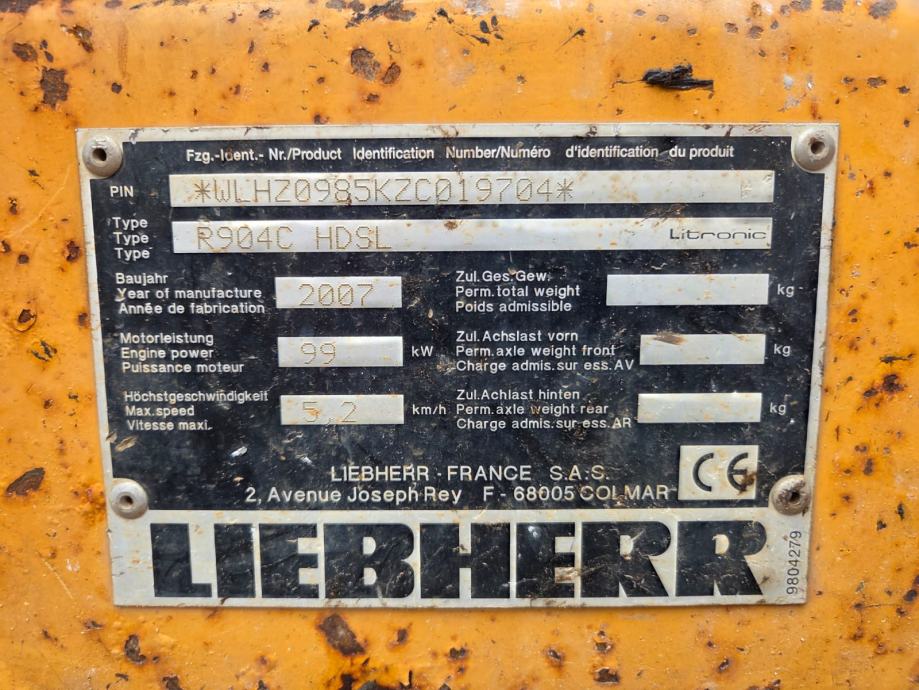 Fzg.-Ident.- Nr./Product Identification Number/Numéro d'identification du produit
PIN *WLHZ0985KZC019704*
Type
Type R904C HDSL Litronic
Type
Baujahr
Year of manufacture 2007
Année de fabrication
Zul.Ges.Gew.
Perm.total weight kg
Poids admissible
Motorleistung
Engine power 99 kW
Puissance moteur
Zul.Achslast vorn
Perm.axle weight front kg
Charge admis.sur ess.AV
Höchstgeschwindigkeit
Max.speed 5,2 km/h
Vitesse maxi.
Zul.Achlast hinten
Perm.axle weight rear kg
Charge admis.sur ess.AR
LIEBHERR - FRANCE S.A.S.
2, Avenue Joseph Rey F - 68005 COLMAR
CE
LIEBHERR
9804279